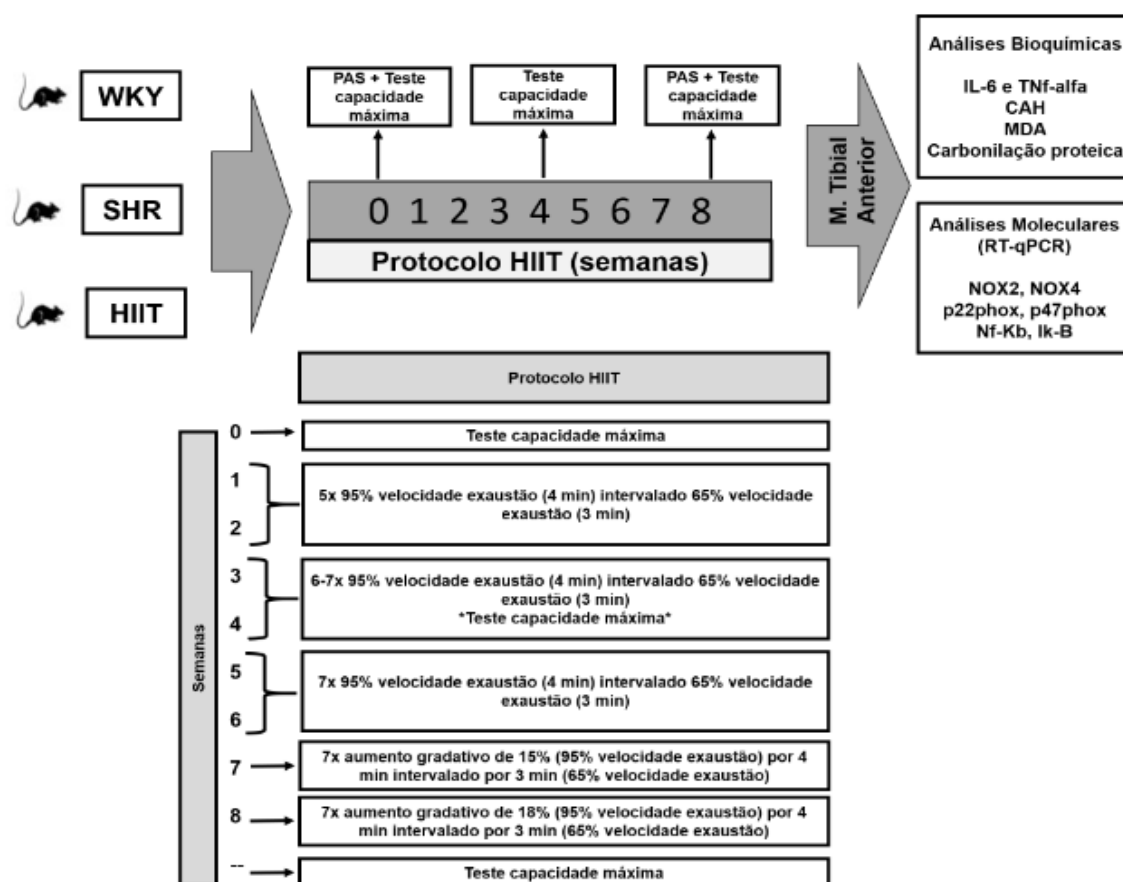 WKY
SHR
HIIT
PAS + Teste
capacidade
máxima
Teste
capacidade
máxima
PAS + Teste
capacidade
máxima
0 1 2 3 4 5 6 7 8
Protocolo HIIT (semanas)
M. Tibial
Anterior
Análises Bioquímicas
IL-6 e TNf-alfa
CAH
MDA
Carbonilação proteica
Análises Moleculares
(RT-qPCR)
NOX2, NOX4
p22phox, p47phox
Nf-Kb, Ik-B
Protocolo HIIT
Semanas
0
Teste capacidade máxima
1
2
5x 95% velocidade exaustão (4 min) intervalado 65% velocidade
exaustão (3 min)
3
4
6-7x 95% velocidade exaustão (4 min) intervalado 65% velocidade
exaustão (3 min)
*Teste capacidade máxima*
5
6
7x 95% velocidade exaustão (4 min) intervalado 65% velocidade
exaustão (3 min)
7
7x aumento gradativo de 15% (95% velocidade exaustão) por 4
min intervalado por 3 min (65% velocidade exaustão)
8
7x aumento gradativo de 18% (95% velocidade exaustão) por 4
min intervalado por 3 min (65% velocidade exaustão)
--
Teste capacidade máxima